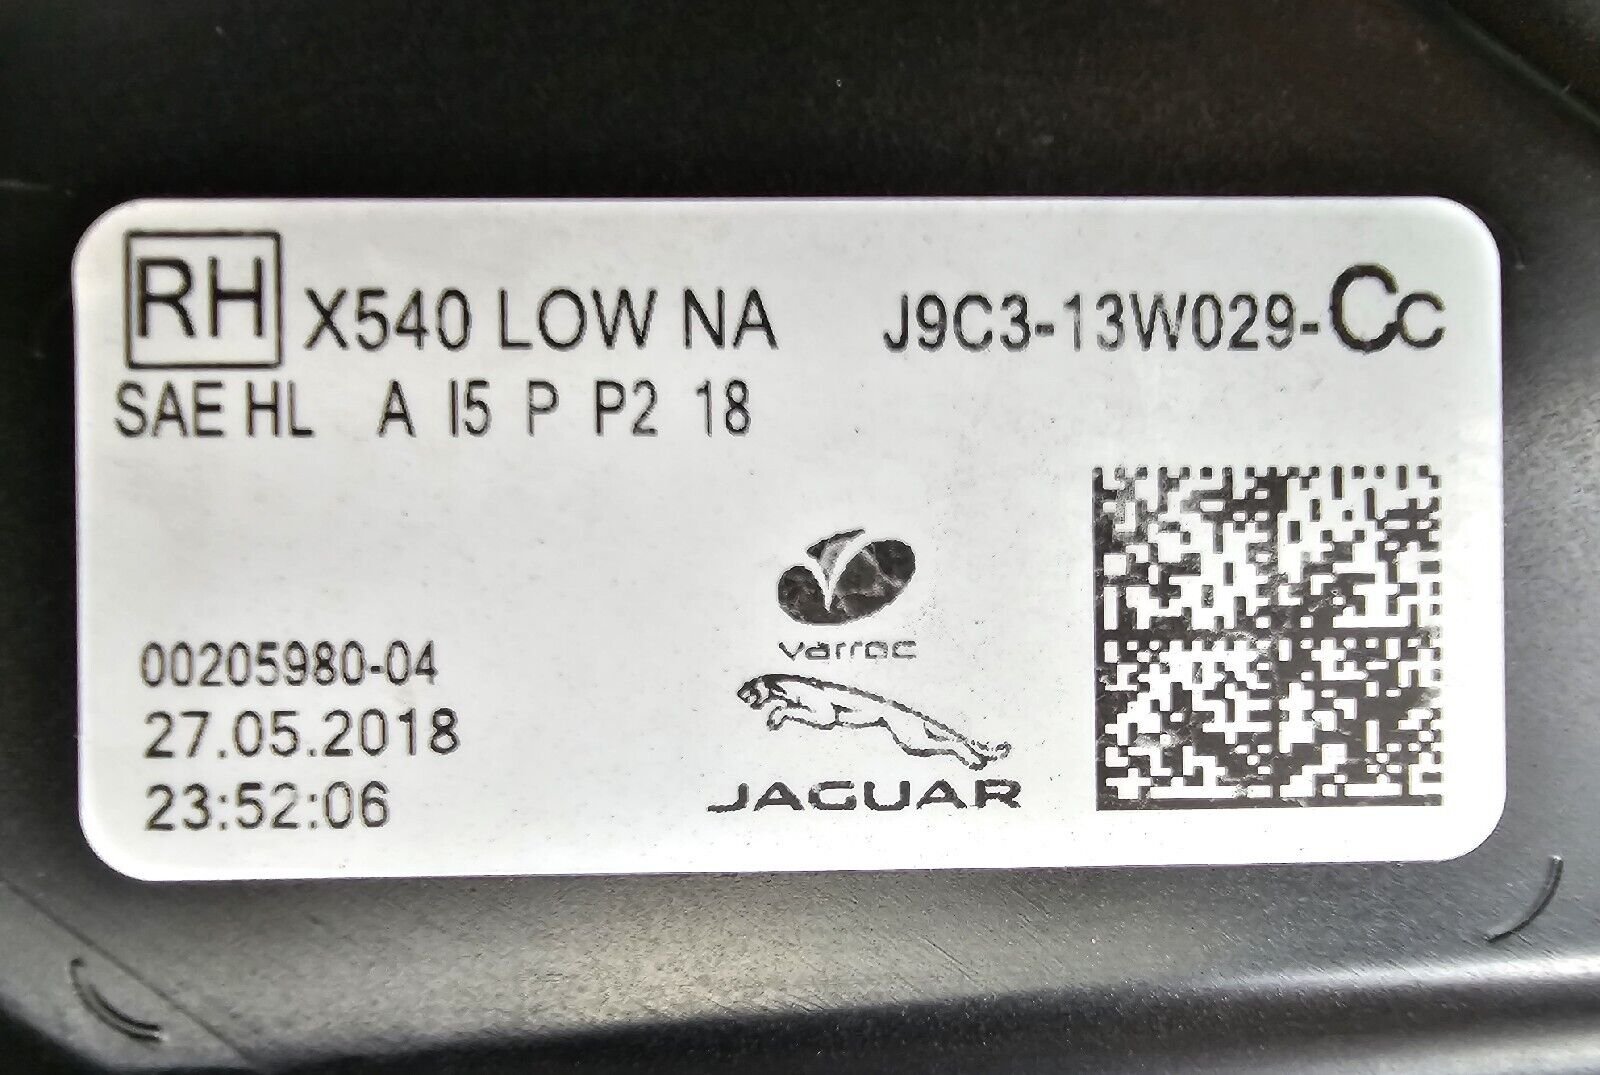 RH X540 LOW NA J9C3-13W029-Cc
SAE HL A I5 P P2 18
varroc
00205980-04
27.05.2018
23:52:06
JAGUAR